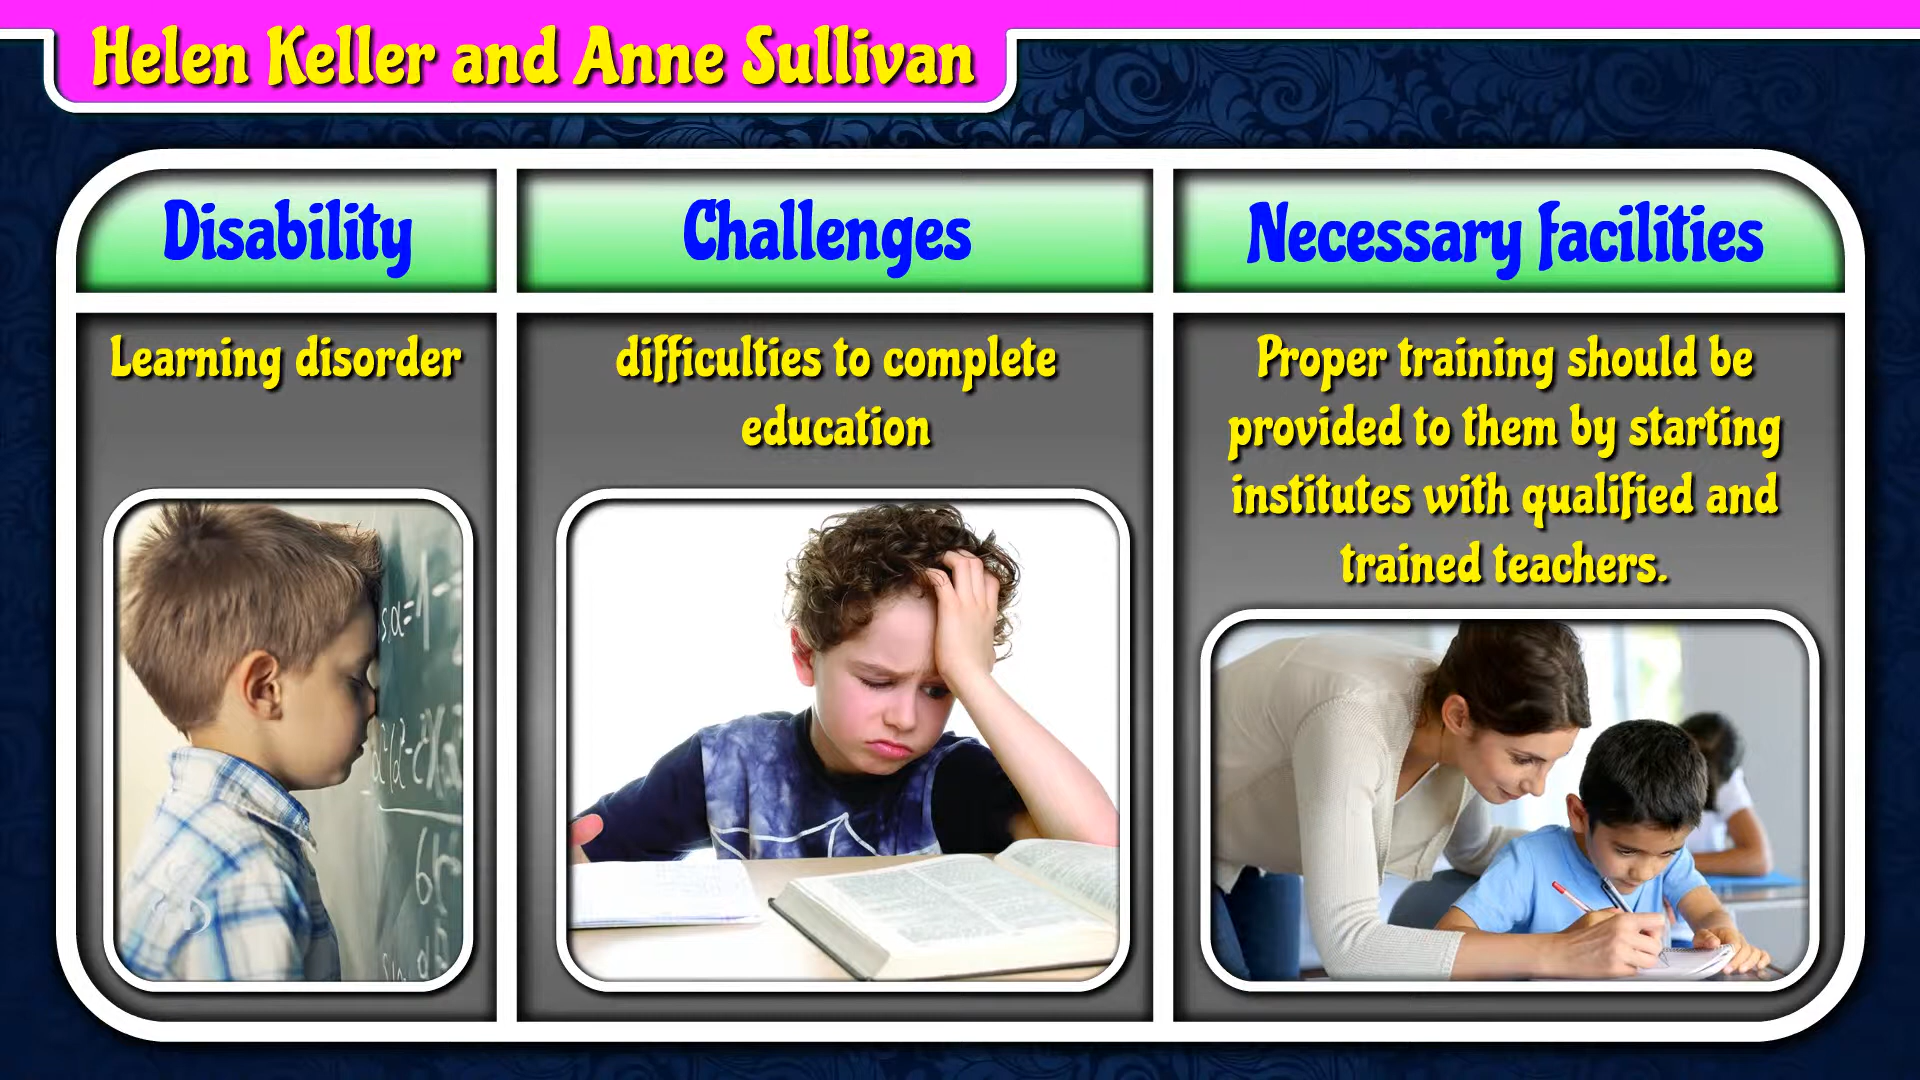 Helen Keller and Anne Sullivan
Disability
Challenges
Necessary Facilities
Learning disorder
difficulties to complete
education
Proper training should be
provided to them by starting
institutes with qualified and
trained teachers.